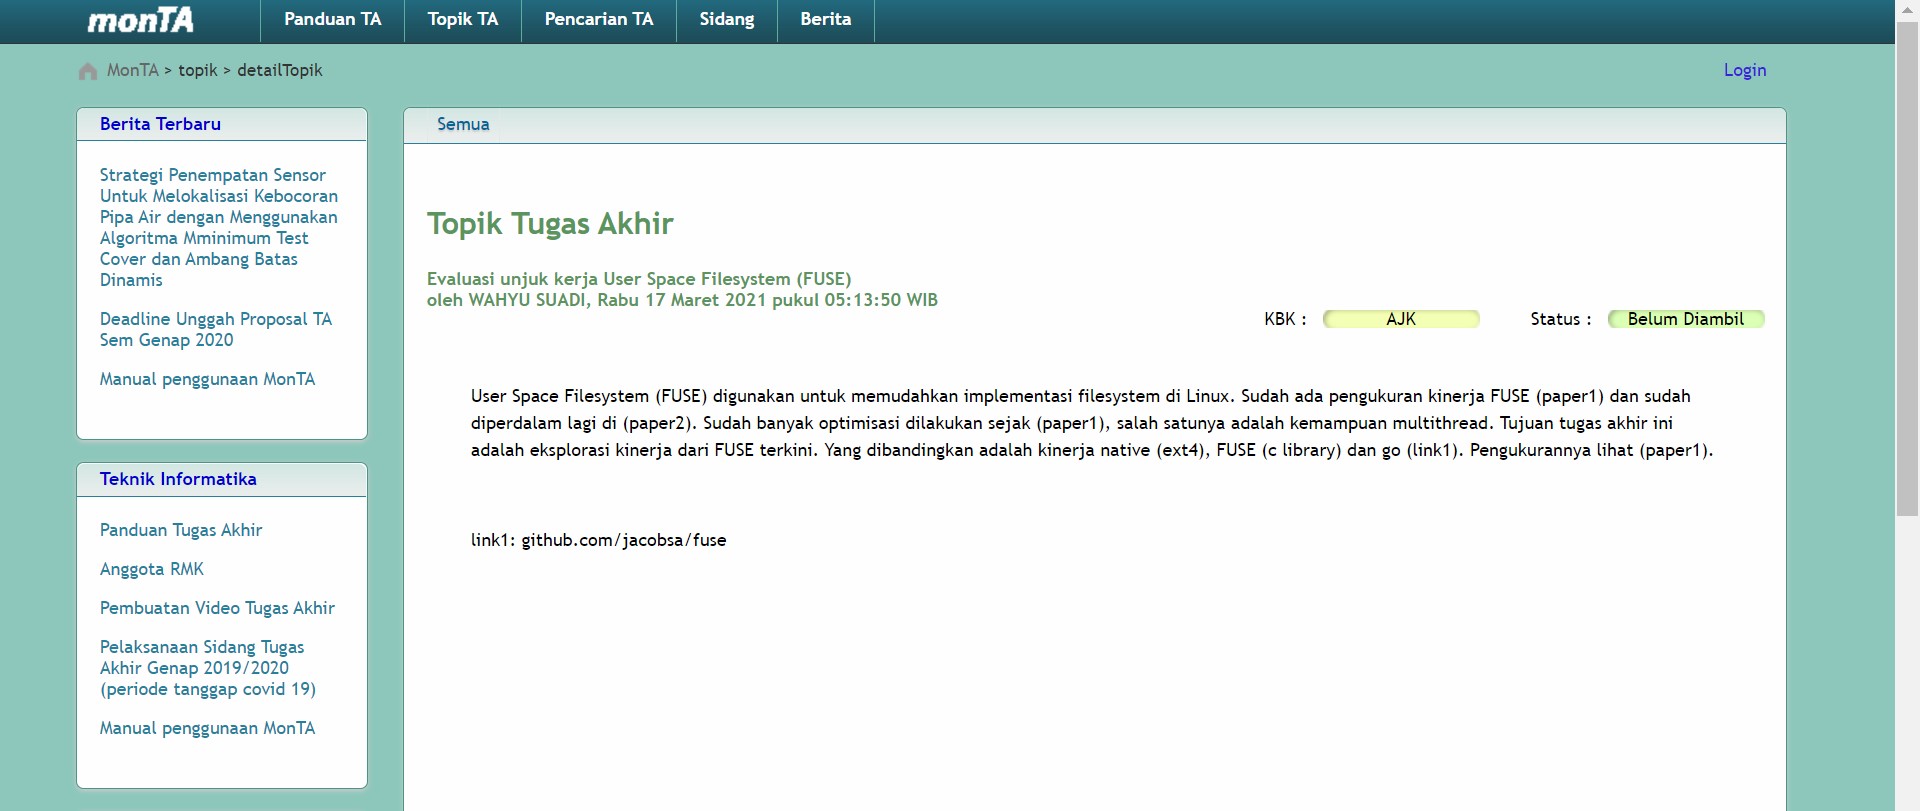 monTA
Panduan TA
Topik TA
Pencarian TA
Sidang
Berita
MonTA > topik > detailTopik
Login
Berita Terbaru
Strategi Penempatan Sensor
Untuk Melokalisasi Kebocoran
Pipa Air dengan Menggunakan
Algoritma Mminimum Test
Cover dan Ambang Batas
Dinamis
Deadline Unggah Proposal TA
Sem Genap 2020
Manual penggunaan MonTA
Teknik Informatika
Panduan Tugas Akhir
Anggota RMK
Pembuatan Video Tugas Akhir
Pelaksanaan Sidang Tugas
Akhir Genap 2019/2020
(periode tanggap covid 19)
Manual penggunaan MonTA
Semua
Topik Tugas Akhir
Evaluasi unjuk kerja User Space Filesystem (FUSE)
oleh WAHYU SUADI, Rabu 17 Maret 2021 pukul 05:13:50 WIB
KBK : AJK Status : Belum Diambil
User Space Filesystem (FUSE) digunakan untuk memudahkan implementasi filesystem di Linux. Sudah ada pengukuran kinerja FUSE (paper1) dan sudah
diperdalam lagi di (paper2). Sudah banyak optimisasi dilakukan sejak (paper1), salah satunya adalah kemampuan multithread. Tujuan tugas akhir ini
adalah eksplorasi kinerja dari FUSE terkini. Yang dibandingkan adalah kinerja native (ext4), FUSE (c library) dan go (link1). Pengukurannya lihat (paper1).
link1: github.com/jacobsa/fuse